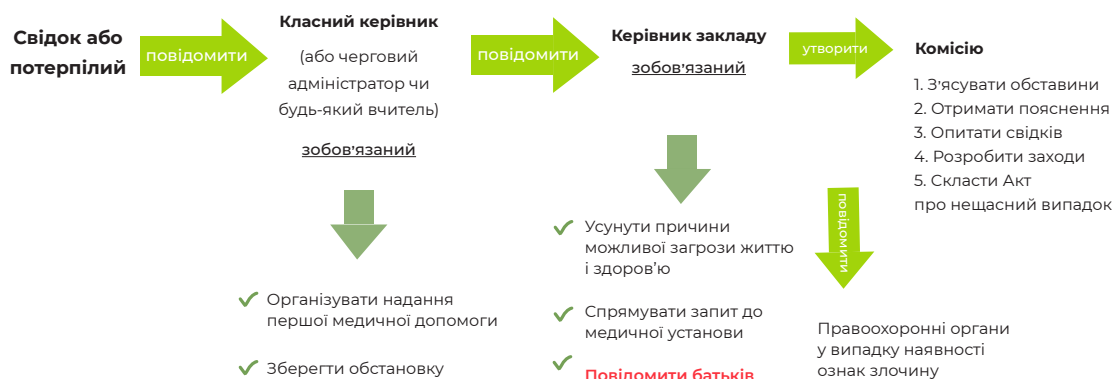 Свідок або
потерпілий
повідомити
Класний керівник
(або черговий
адміністратор чи
будь-який вчитель)
зобов'язаний
Організувати надання
першої медичної допомоги
Зберегти обстановку
повідомити
Керівник закладу
зобов'язаний
Усунути причини
можливої загрози життю
і здоров'ю
Спрямувати запит до
медичної установи
Повідомити батьків
утворити
Комісію
1. З'ясувати обставини
2. Отримати пояснення
3. Опитати свідків
4. Розробити заходи
5. Скласти Акт
про нещасний випадок
повідомити
Правоохоронні органи
у випадку наявності
ознак злочину